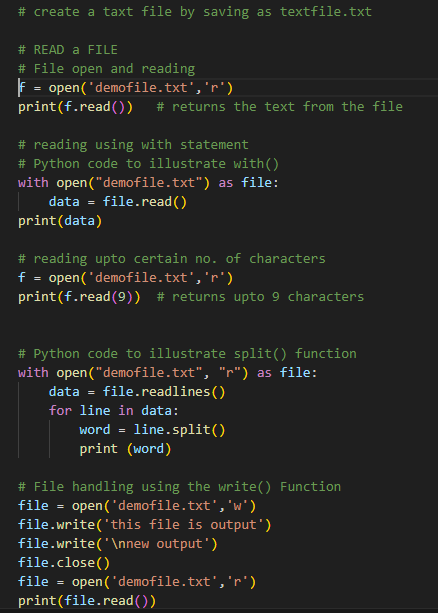 # create a taxt file by saving as textfile.txt
# READ a FILE
# File open and reading
f = open('demofile.txt','r')
print(f.read())   # returns the text from the file
# reading using with statement
# Python code to illustrate with()
with open("demofile.txt") as file:
    data = file.read()
print(data)
# reading upto certain no. of characters
f = open('demofile.txt','r')
print(f.read(9))  # returns upto 9 characters
# Python code to illustrate split() function
with open("demofile.txt", "r") as file:
    data = file.readlines()
    for line in data:
        word = line.split()
        print (word)
# File handling using the write() Function
file = open('demofile.txt','w')
file.write('this file is output')
file.write('\nnew output')
file.close()
file = open('demofile.txt','r')
print(file.read())